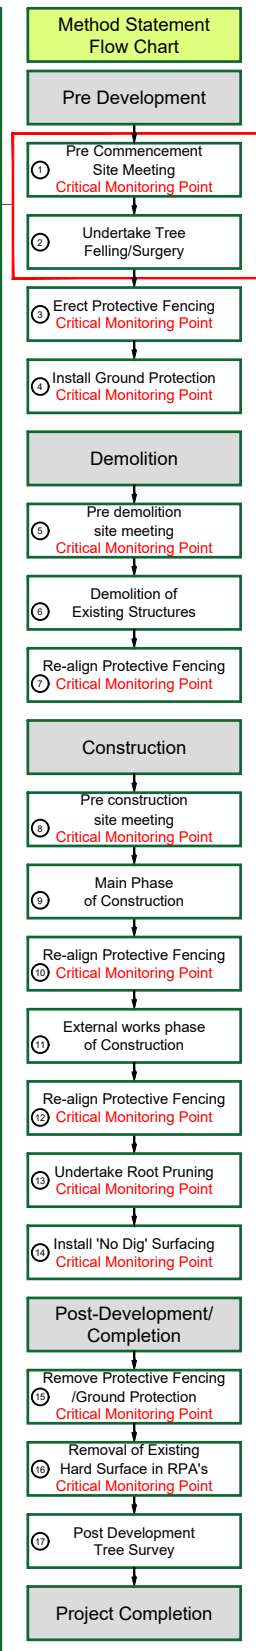 Method Statement
Flow Chart
Pre Development
1
Pre Commencement
Site Meeting
Critical Monitoring Point
2
Undertake Tree
Felling/Surgery
3
Erect Protective Fencing
Critical Monitoring Point
4
Install Ground Protection
Critical Monitoring Point
Demolition
5
Pre demolition
site meeting
Critical Monitoring Point
6
Demolition of
Existing Structures
7
Re-align Protective Fencing
Critical Monitoring Point
Construction
8
Pre construction
site meeting
Critical Monitoring Point
9
Main Phase
of Construction
10
Re-align Protective Fencing
Critical Monitoring Point
11
External works phase
of Construction
12
Re-align Protective Fencing
Critical Monitoring Point
13
Undertake Root Pruning
Critical Monitoring Point
14
Install 'No Dig' Surfacing
Critical Monitoring Point
Post-Development/
Completion
15
Remove Protective Fencing
/Ground Protection
Critical Monitoring Point
16
Removal of Existing
Hard Surface in RPA's
Critical Monitoring Point
17
Post Development
Tree Survey
Project Completion